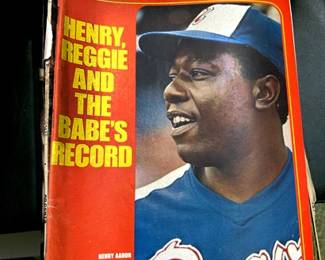 HENRY,
REGGIE
AND
THE
BABE'S
RECORD
HENRY AARON